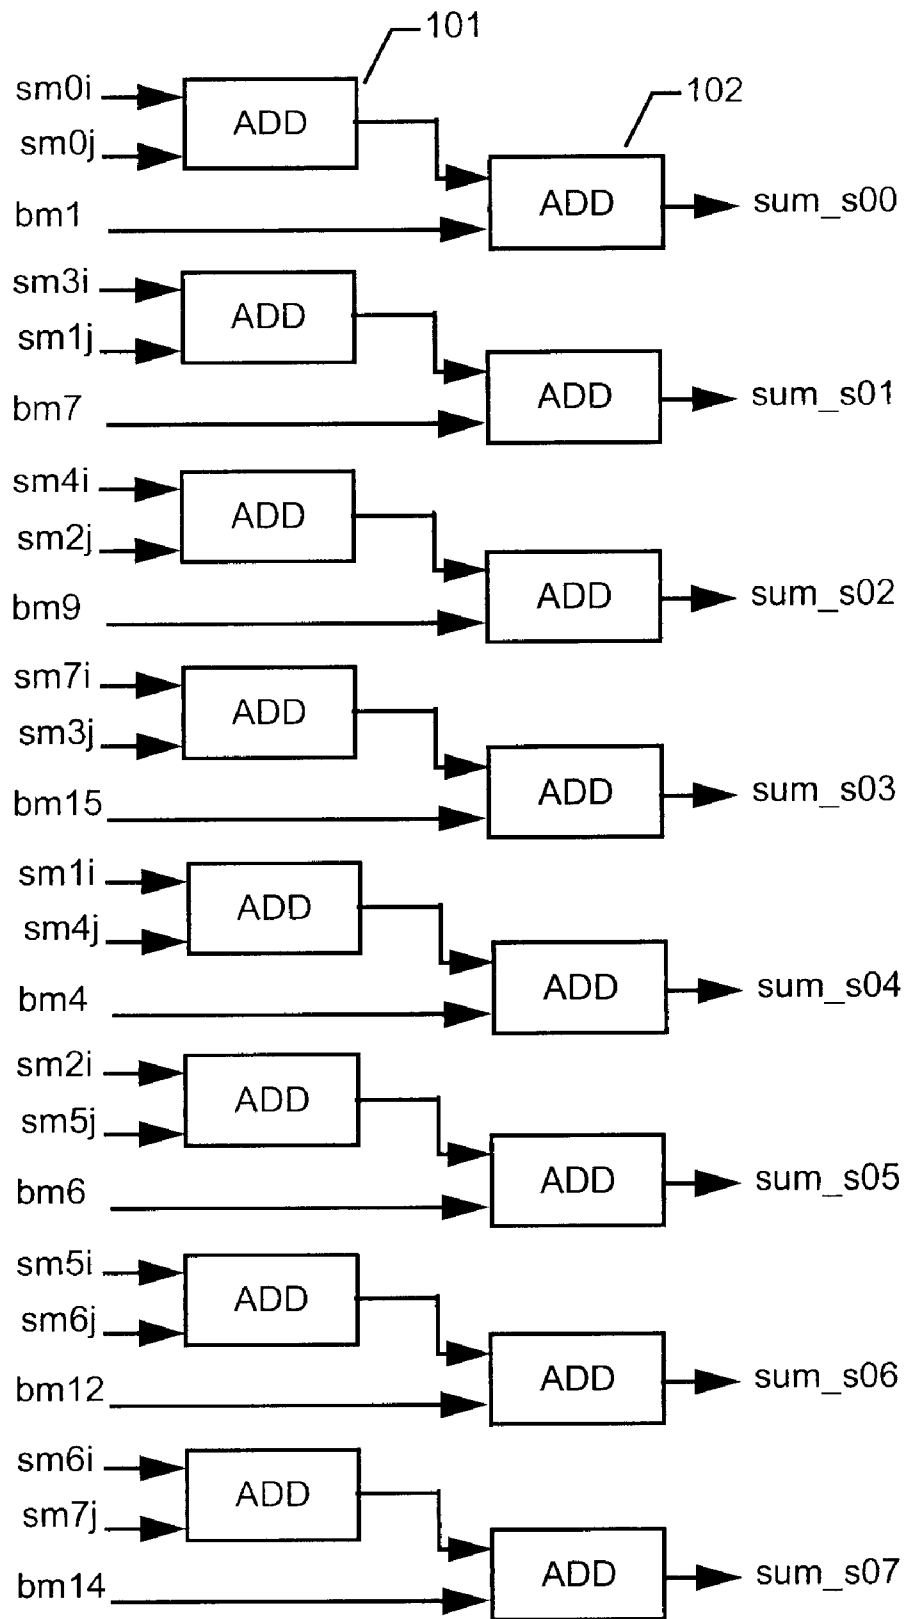 101
sm0i
ADD
102
sm0j
ADD
sum_s00
bm1
sm3i
ADD
sm1j
ADD
sum_s01
bm7
sm4i
ADD
sm2j
ADD
sum_s02
bm9
sm7i
ADD
sm3j
ADD
sum_s03
bm15
sm1i
ADD
sm4j
ADD
sum_s04
bm4
sm2i
ADD
sm5j
ADD
sum_s05
bm6
sm5i
ADD
sm6j
ADD
sum_s06
bm12
sm6i
ADD
sm7j
ADD
sum_s07
bm14